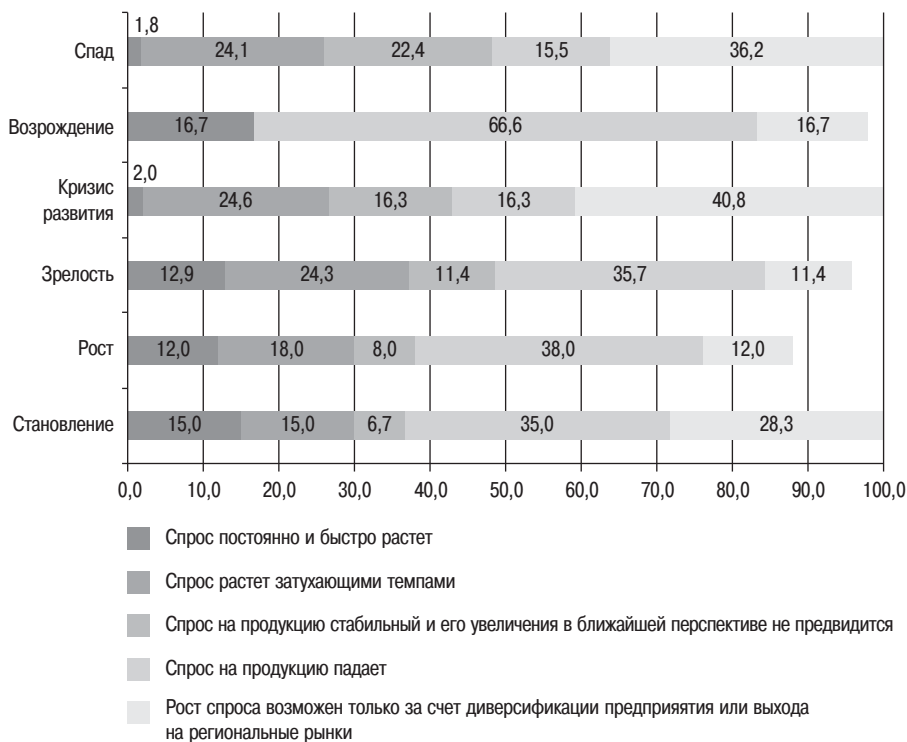 1,8
Спад 24,1 22,4 15,5 36,2
Возрождение 16,7 66,6 16,7
2,0
Кризис
развития 24,6 16,3 16,3 40,8
Зрелость 12,9 24,3 11,4 35,7 11,4
Рост 12,0 18,0 8,0 38,0 12,0
Становление 15,0 15,0 6,7 35,0 28,3
0,0 10,0 20,0 30,0 40,0 50,0 60,0 70,0 80,0 90,0 100,0
Спрос постоянно и быстро растет
Спрос растет затухающими темпами
Спрос на продукцию стабильный и его увеличения в ближайшей перспективе не предвидится
Спрос на продукцию падает
Рост спроса возможен только за счет диверсификации предприяятия или выхода
на региональные рынки